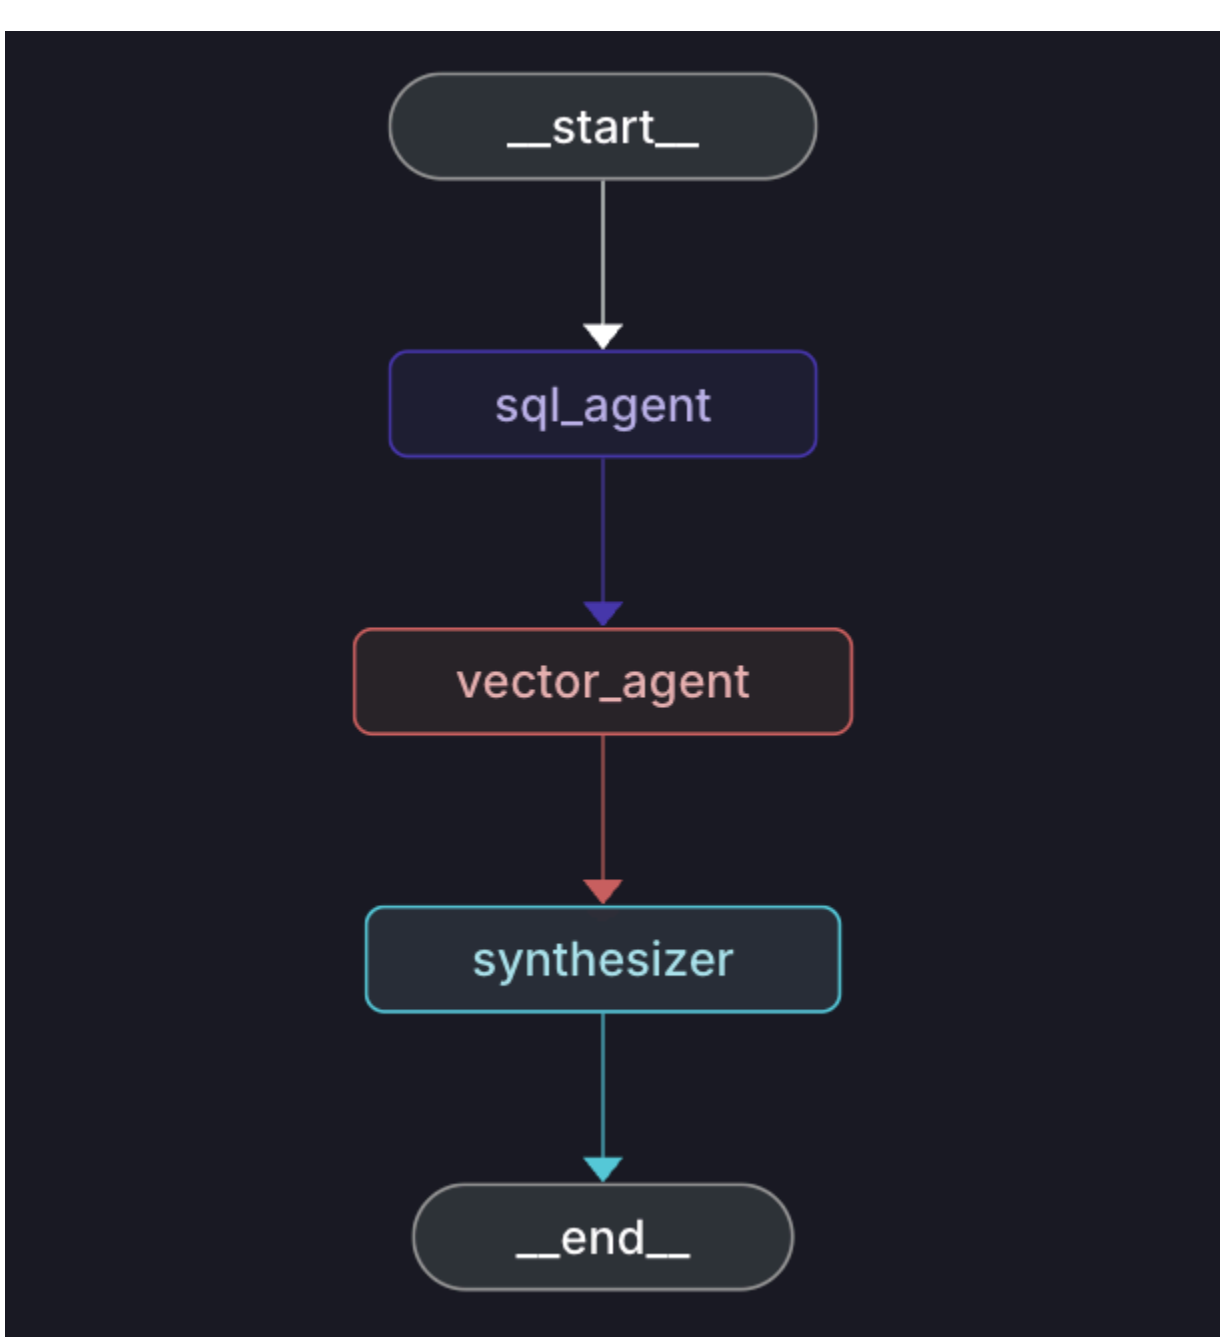 __start__
sql_agent
vector_agent
synthesizer
__end__